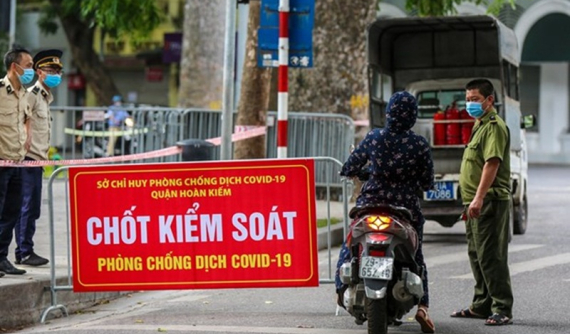 SỞ CHỈ HUY PHÒNG CHỐNG DỊCH COVID-19
QUẬN HOÀN KIẾM
CHỐT KIỂM SOÁT
PHÒNG CHỐNG DỊCH COVID-19
7086